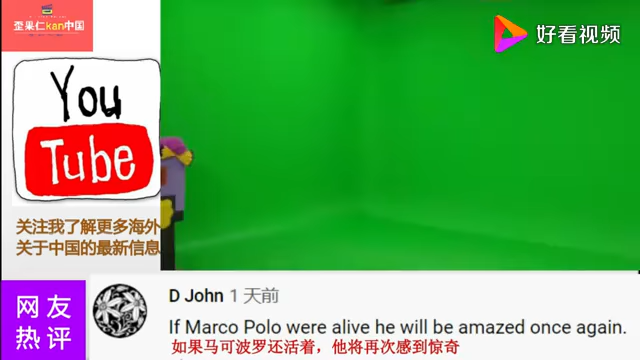 歪果仁kan中国
好看视频
You
Tube
关注我了解更多海外
关于中国的最新信息
网友
热评
D John 1 天前
If Marco Polo were alive he will be amazed once again.
如果马可波罗还活着，他将再次感到惊奇